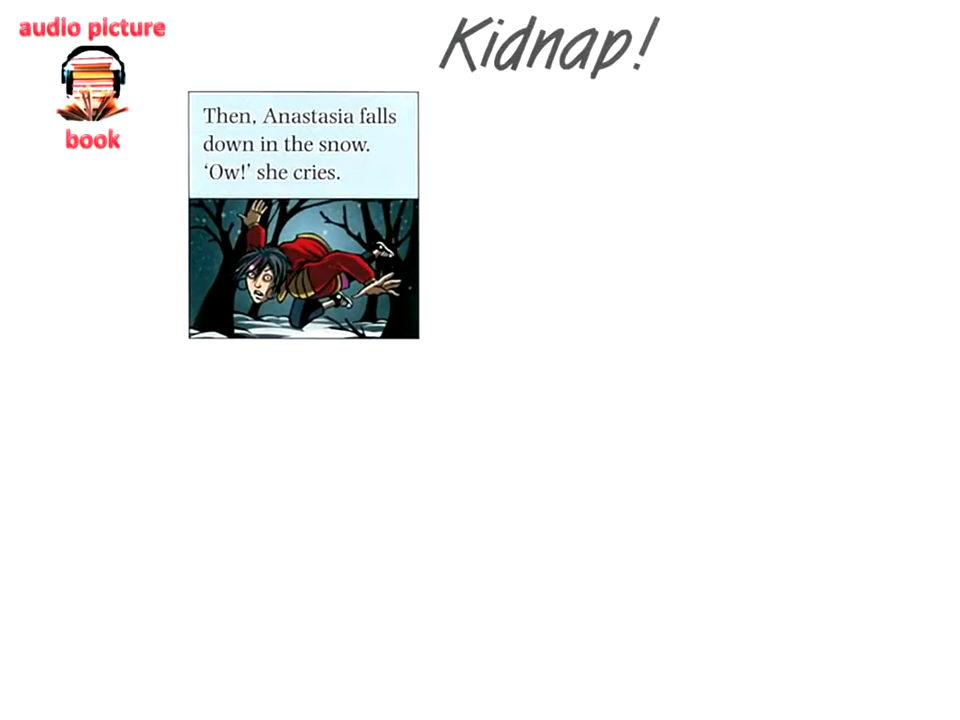 audio picture
book
Kidnap!
Then, Anastasia falls
down in the snow.
‘Ow!’ she cries.